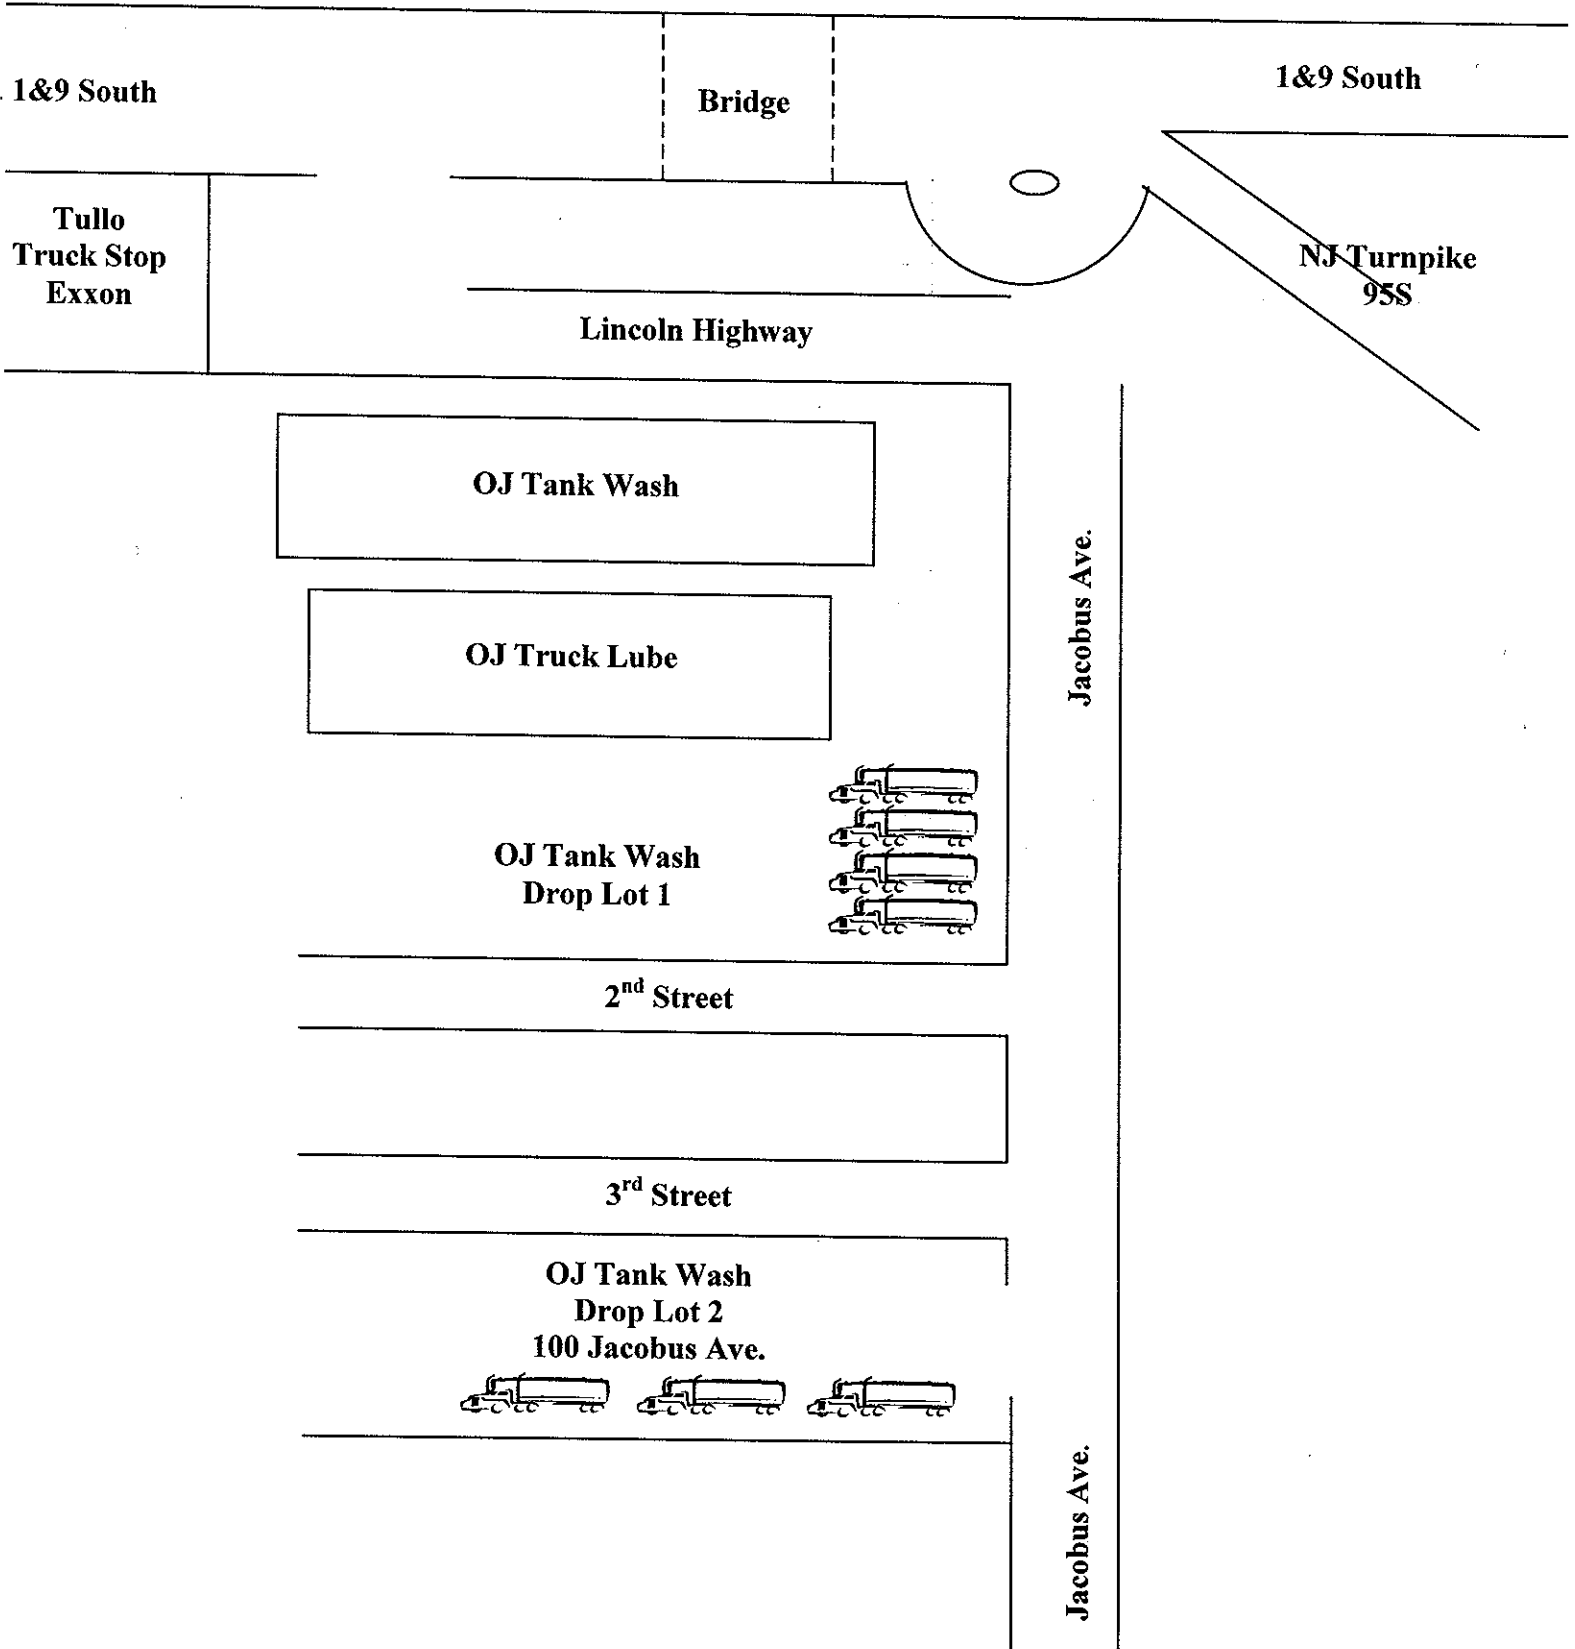 1&9 South
Bridge
1&9 South
Tullo
Truck Stop
Exxon
NJ Turnpike
95S
Lincoln Highway
OJ Tank Wash
Jacobus Ave.
OJ Truck Lube
OJ Tank Wash
Drop Lot 1
2nd Street
3rd Street
OJ Tank Wash
Drop Lot 2
100 Jacobus Ave.
Jacobus Ave.